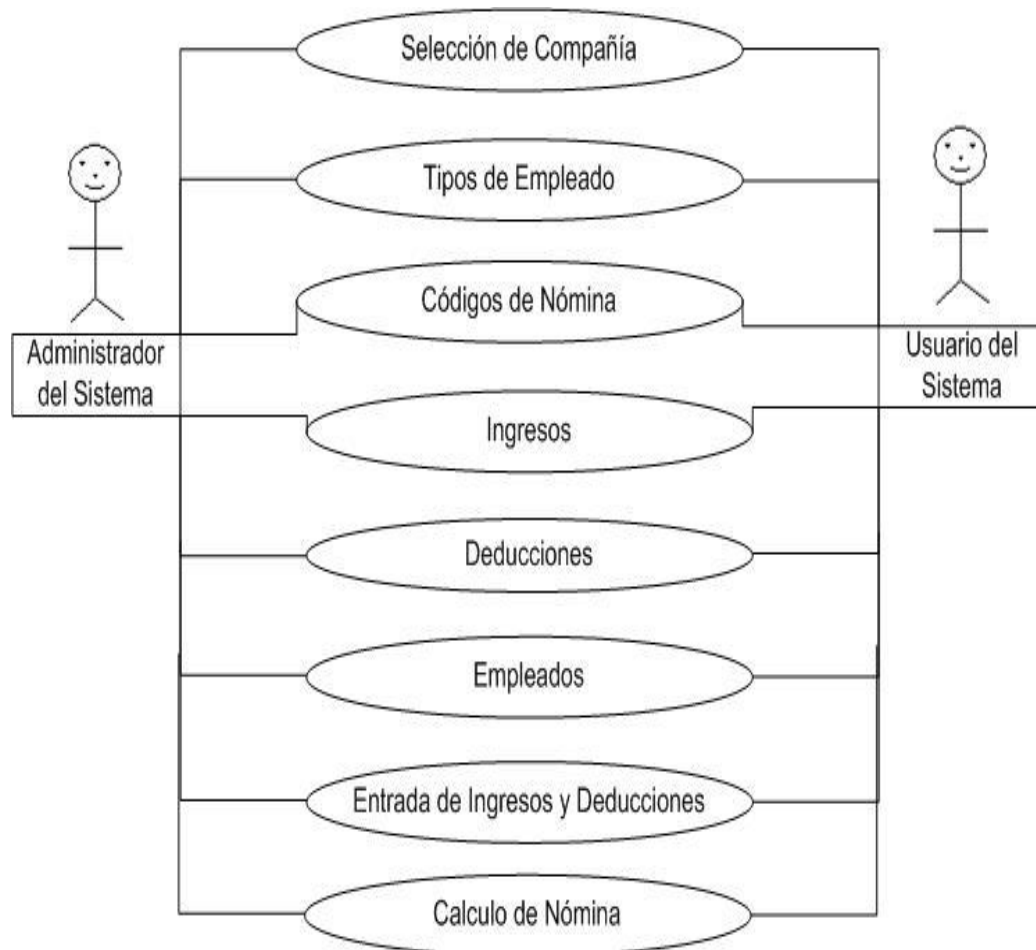 Selección de Compañía
Tipos de Empleado
Códigos de Nómina
Administrador
del Sistema
Usuario del
Sistema
Ingresos
Deducciones
Empleados
Entrada de Ingresos y Deducciones
Calculo de Nómina